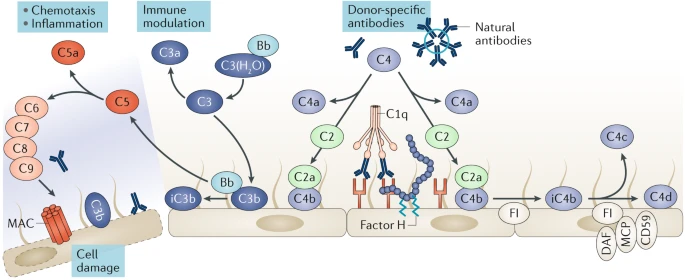 • Chemotaxis
• Inflammation
Immune
modulation
Donor-specific
antibodies
Natural
antibodies
C5a
C3a
Bb
C3(H2O)
C4
C6
C7
C8
C9
C5
C3
C4a
C4a
C1q
C2
C2
C4c
MAC
C3b
Bb
iC3b
C3b
C2a
C4b
Factor H
C2a
C4b
FI
iC4b
FI
C4d
DAF
MCP
CD59
Cell
damage